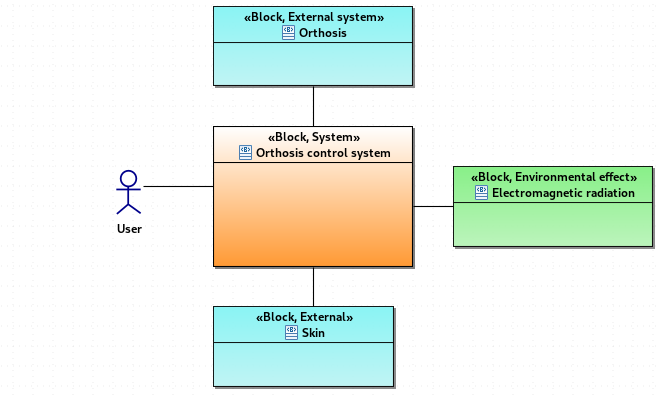 «Block, External system»
Orthosis
«Block, System»
Orthosis control system
«Block, Environmental effect»
Electromagnetic radiation
User
«Block, External»
Skin